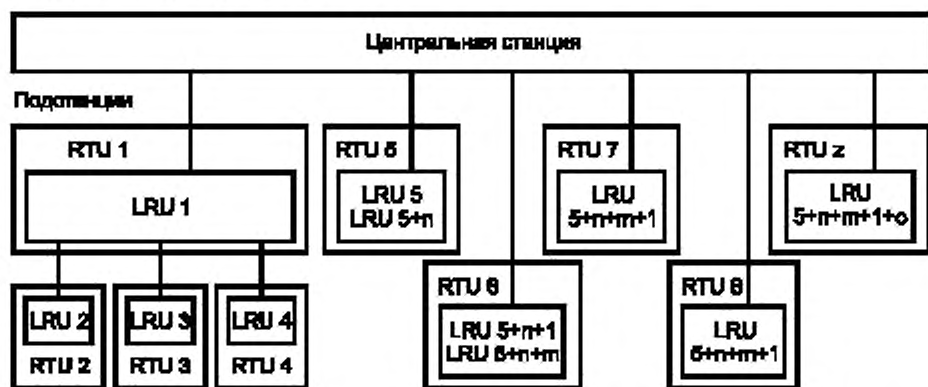 Центральная станция
Подстанции
RTU 1
LRU 1
LRU 2
RTU 2
LRU 3
RTU 3
LRU 4
RTU 4
RTU 5
LRU 5
LRU 5+n
RTU 6
LRU 5+n+1
LRU 5+n+m
RTU 7
LRU
5+n+m+1
RTU 8
LRU
5+n+m+1
RTU z
LRU
5+n+m+1+o